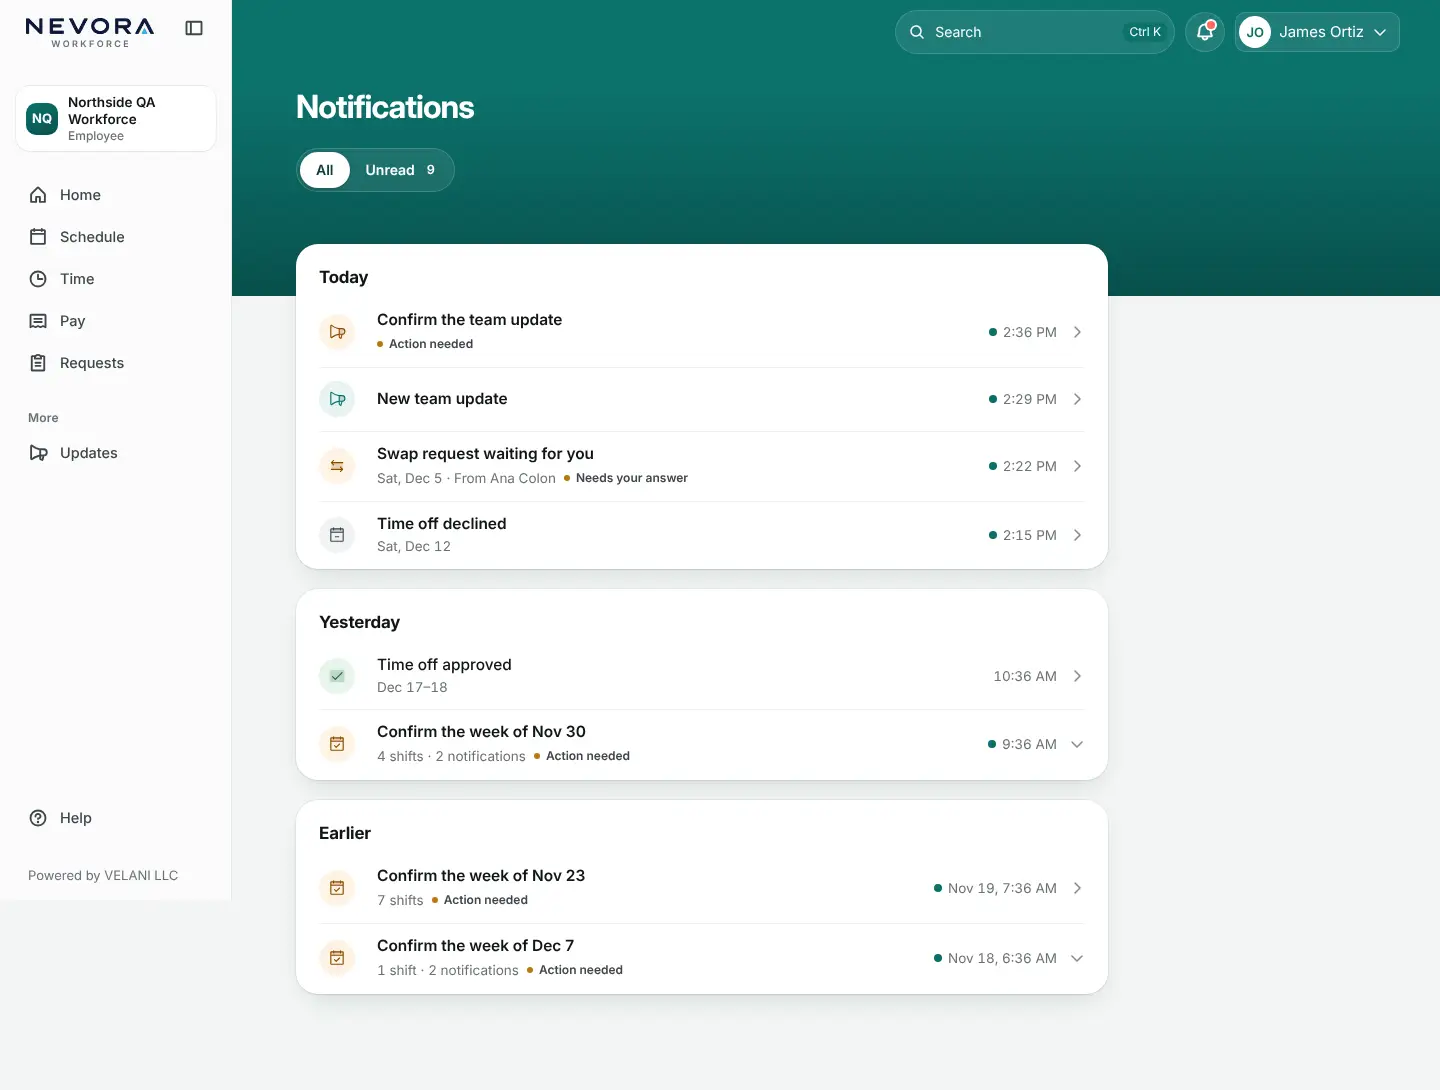 NEVORA
WORKFORCE
Search
Ctrl K
JO
James Ortiz
NQ
Northside QA
Workforce
Employee
Home
Schedule
Time
Pay
Requests
More
Updates
Help
Powered by VELANI LLC
Notifications
All
Unread 9
Today
Confirm the team update
Action needed
2:36 PM
New team update
2:29 PM
Swap request waiting for you
Sat, Dec 5 · From Ana Colon
Needs your answer
2:22 PM
Time off declined
Sat, Dec 12
2:15 PM
Yesterday
Time off approved
Dec 17–18
10:36 AM
Confirm the week of Nov 30
4 shifts · 2 notifications
Action needed
9:36 AM
Earlier
Confirm the week of Nov 23
7 shifts
Action needed
Nov 19, 7:36 AM
Confirm the week of Dec 7
1 shift · 2 notifications
Action needed
Nov 18, 6:36 AM